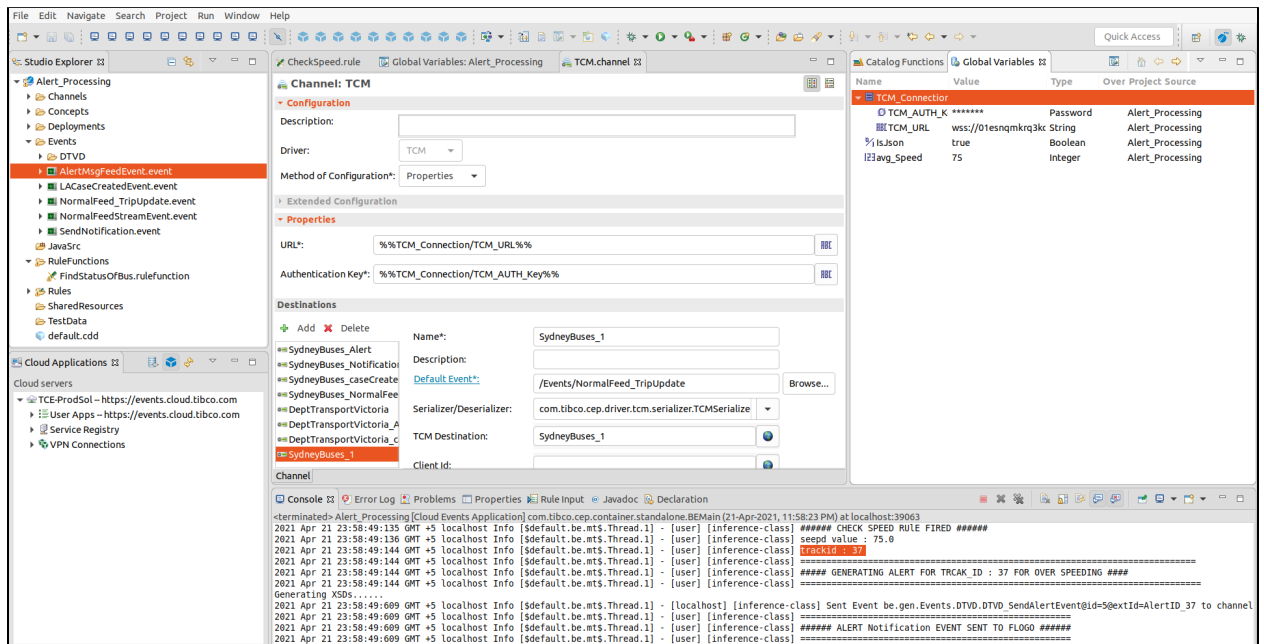 File Edit Navigate Search Project Run Window Help
Quick Access
Studio Explorer
Alert_Processing
Channels
Concepts
Deployments
Events
DTVD
AlertMsgFeedEvent.event
LACaseCreatedEvent.event
NormalFeed_TripUpdate.event
NormalFeedStreamEvent.event
SendNotification.event
JavaSrc
RuleFunctions
FindStatusOfBus.rulefunction
Rules
SharedResources
TestData
default.cdd
Cloud Applications
Cloud servers
TCE-ProdSol -- https://events.cloud.tibco.com
User Apps -- https://events.cloud.tibco.com
Service Registry
VPN Connections
CheckSpeed.rule Global Variables: Alert_Processing TCM.channel
Channel: TCM
Configuration
Description:
Driver: TCM
Method of Configuration*: Properties
Extended Configuration
Properties
URL*: %%TCM_Connection/TCM_URL%%
Authentication Key*: %%TCM_Connection/TCM_AUTH_Key%%
Destinations
Add Delete
SydneyBuses_Alert
SydneyBuses_Notification
SydneyBuses_caseCreate
SydneyBuses_NormalFee
DeptTransportVictoria
DeptTransportVictoria_A
DeptTransportVictoria_c
SydneyBuses_1
Name*: SydneyBuses_1
Description:
Default Event*: /Events/NormalFeed_TripUpdate Browse...
Serializer/Deserializer: com.tibco.cep.driver.tcm.serializer.TCMSerialize
TCM Destination: SydneyBuses_1
Client Id:
Channel
Catalog Functions Global Variables
Name Value Type Over Project Source
TCM_Connection
TCM_AUTH_K ******* Password Alert_Processing
TCM_URL wss://01esnqmkrq3kc String Alert_Processing
IsJson true Boolean Alert_Processing
avg_Speed 75 Integer Alert_Processing
Console Error Log Problems Properties Rule Input Javadoc Declaration
<terminated> Alert_Processing [Cloud Events Application] com.tibco.cep.container.standalone.BEMain (21-Apr-2021, 11:58:23 PM) at localhost:39063
2021 Apr 21 23:58:49:135 GMT +5 localhost Info [$default.be.mt$.Thread.1] - [user] [inference-class] ###### CHECK SPEED RULE FIRED ######
2021 Apr 21 23:58:49:136 GMT +5 localhost Info [$default.be.mt$.Thread.1] - [user] [inference-class] seepd value : 75.0
2021 Apr 21 23:58:49:144 GMT +5 localhost Info [$default.be.mt$.Thread.1] - [user] [inference-class] trackid : 37
2021 Apr 21 23:58:49:144 GMT +5 localhost Info [$default.be.mt$.Thread.1] - [user] [inference-class] ====================================================================
2021 Apr 21 23:58:49:144 GMT +5 localhost Info [$default.be.mt$.Thread.1] - [user] [inference-class] ##### GENERATING ALERT FOR TRCAK_ID : 37 FOR OVER SPEEDING ####
2021 Apr 21 23:58:49:144 GMT +5 localhost Info [$default.be.mt$.Thread.1] - [user] [inference-class] =====================================================================
Generating XSDs......
2021 Apr 21 23:58:49:609 GMT +5 localhost Info [$default.be.mt$.Thread.1] - [localhost] [inference-class] Sent Event be.gen.Events.DTVD.DTVD_SendAlertEvent@id=5@extId=AlertID_37 to channel
2021 Apr 21 23:58:49:609 GMT +5 localhost Info [$default.be.mt$.Thread.1] - [user] [inference-class] ==============================================
2021 Apr 21 23:58:49:609 GMT +5 localhost Info [$default.be.mt$.Thread.1] - [user] [inference-class] ###### ALERT Notification EVENT SENT TO FLOGO ######
2021 Apr 21 23:58:49:609 GMT +5 localhost Info [$default.be.mt$.Thread.1] - [user] [inference-class] ==============================================